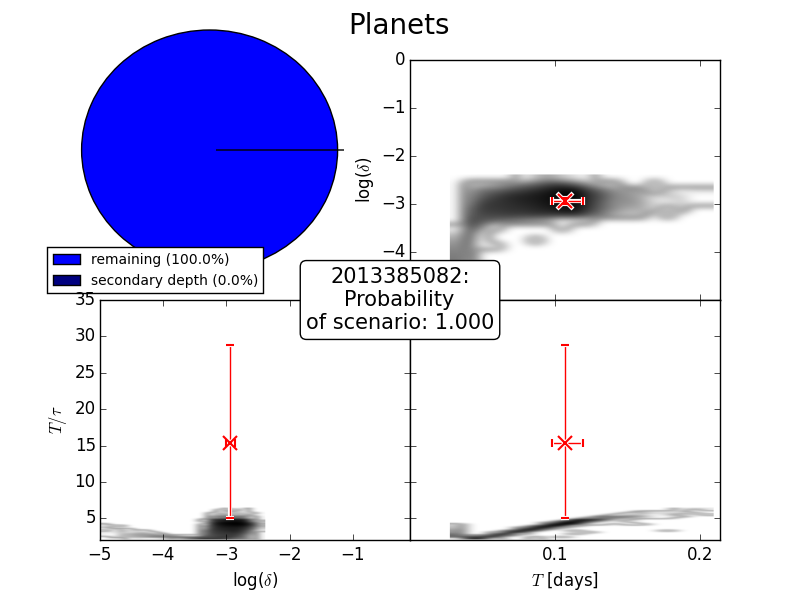 Planets
remaining (100.0%)
secondary depth (0.0%)
2013385082:
Probability
of scenario: 1.000
0
−1
−2
−3
−4
log(δ)
35
30
25
20
15
10
5
T/τ
−5 −4 −3 −2 −1
log(δ)
0.1 0.2
T [days]